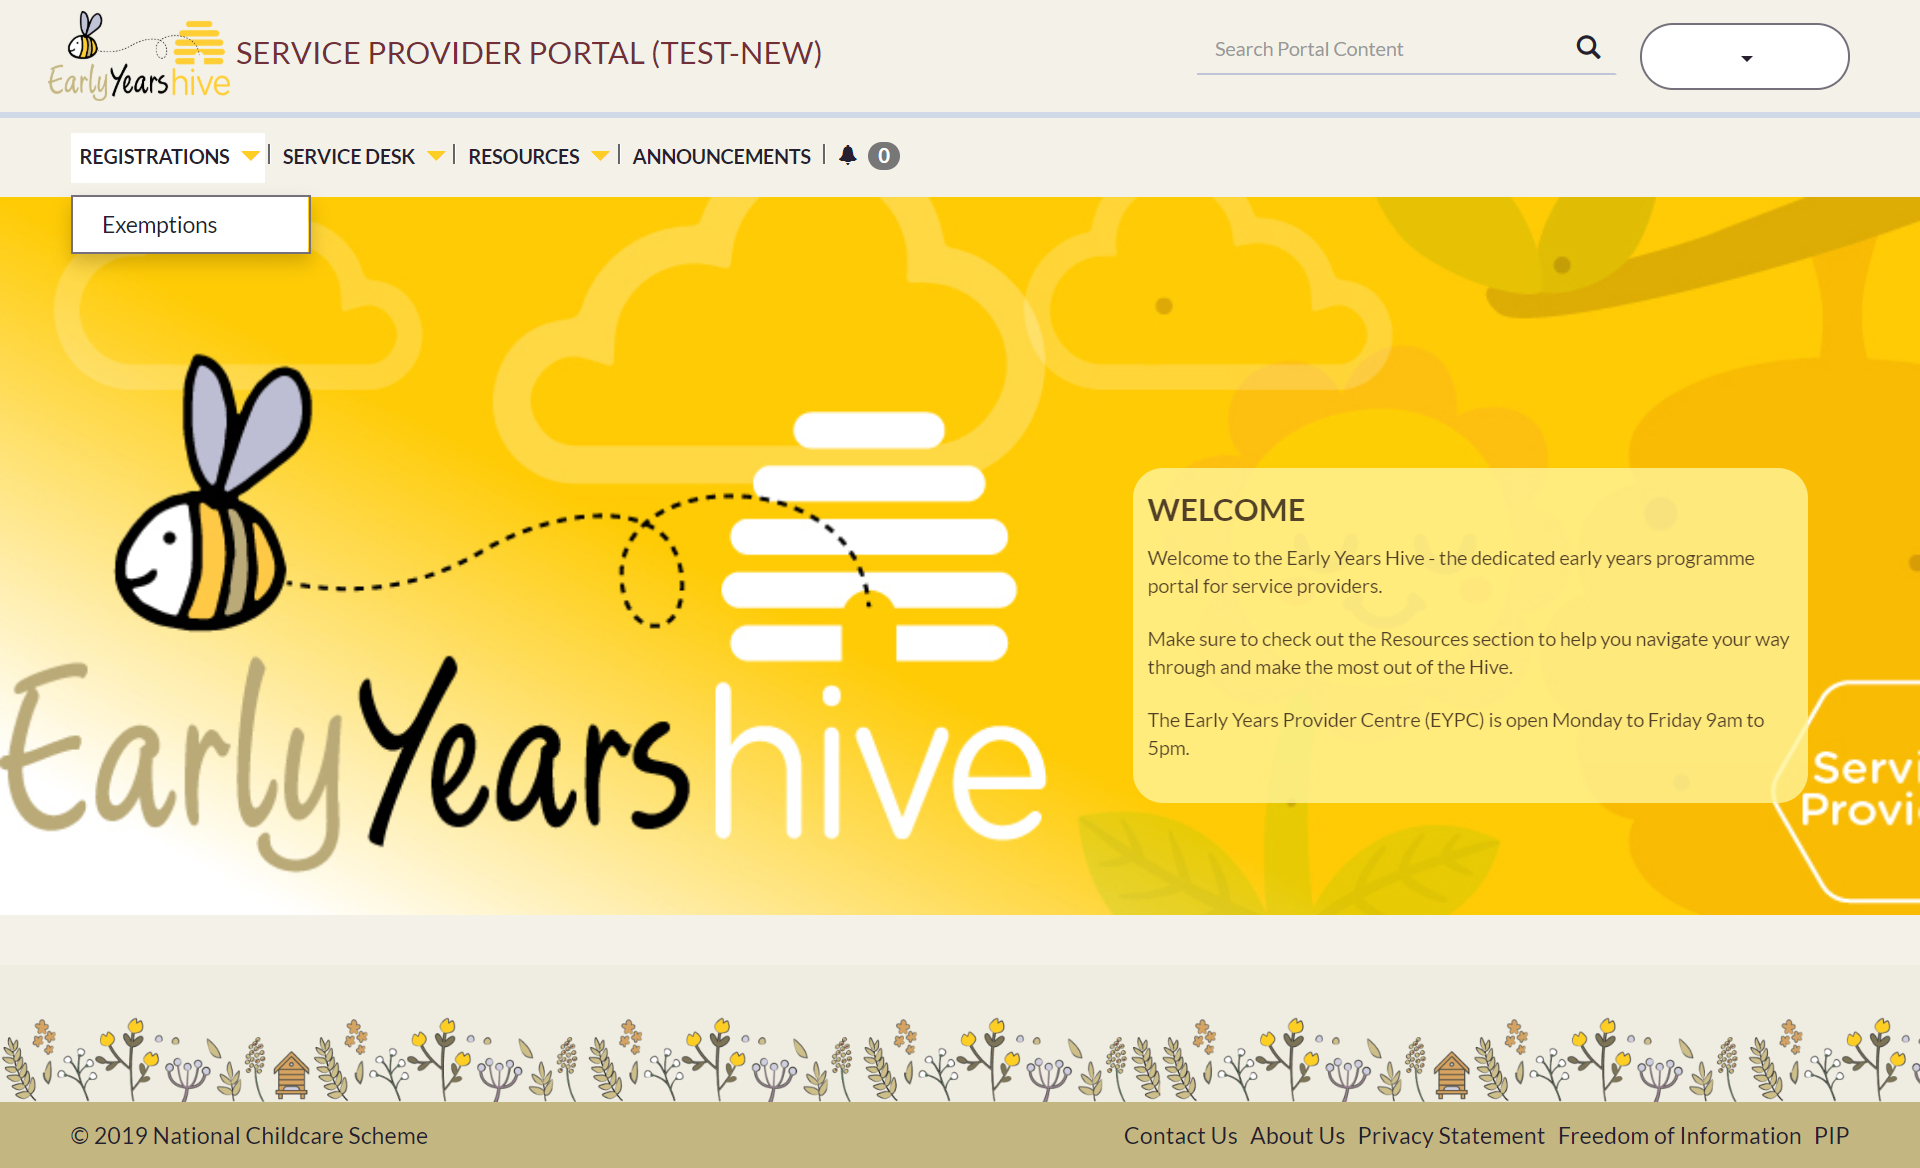 Early Years hive
SERVICE PROVIDER PORTAL (TEST-NEW)
Search Portal Content
REGISTRATIONS
SERVICE DESK
RESOURCES
ANNOUNCEMENTS
0
Exemptions
Early Years hive
WELCOME
Welcome to the Early Years Hive - the dedicated early years programme
portal for service providers.
Make sure to check out the Resources section to help you navigate your way
through and make the most out of the Hive.
The Early Years Provider Centre (EYPC) is open Monday to Friday 9am to
5pm.
© 2019 National Childcare Scheme
Contact Us About Us Privacy Statement Freedom of Information PIP